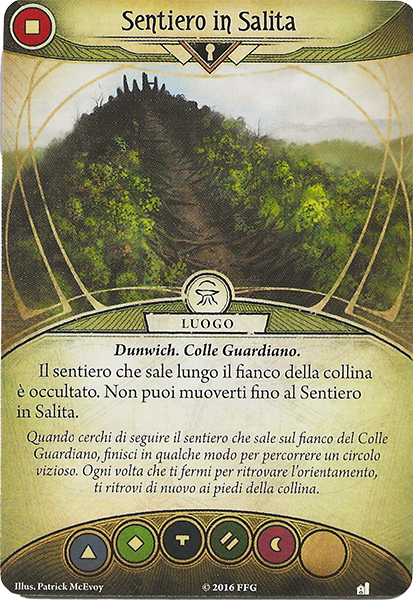 Sentiero in Salita
LUOGO
Dunwich. Colle Guardiano.
Il sentiero che sale lungo il fianco della collina
è occultato. Non puoi muoverti fino al Sentiero
in Salita.
Quando cerchi di seguire il sentiero che sale sul fianco del Colle
Guardiano, finisci in qualche modo per percorrere un circolo
vizioso. Ogni volta che ti fermi per ritrovare l'orientamento,
ti ritrovi di nuovo ai piedi della collina.
Illus. Patrick McEvoy
© 2016 FFG